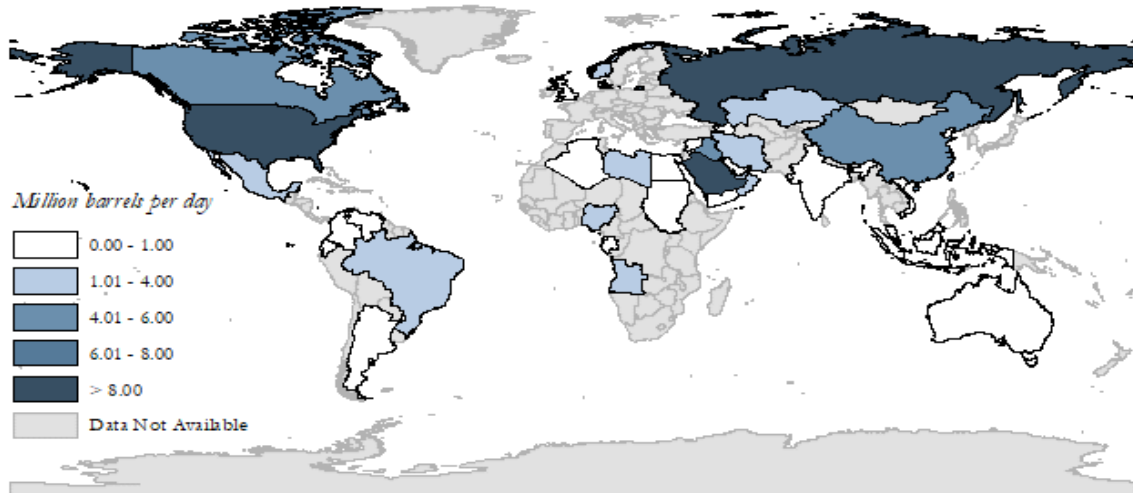 Million barrels per day
0.00 - 1.00
1.01 - 4.00
4.01 - 6.00
6.01 - 8.00
> 8.00
Data Not Available